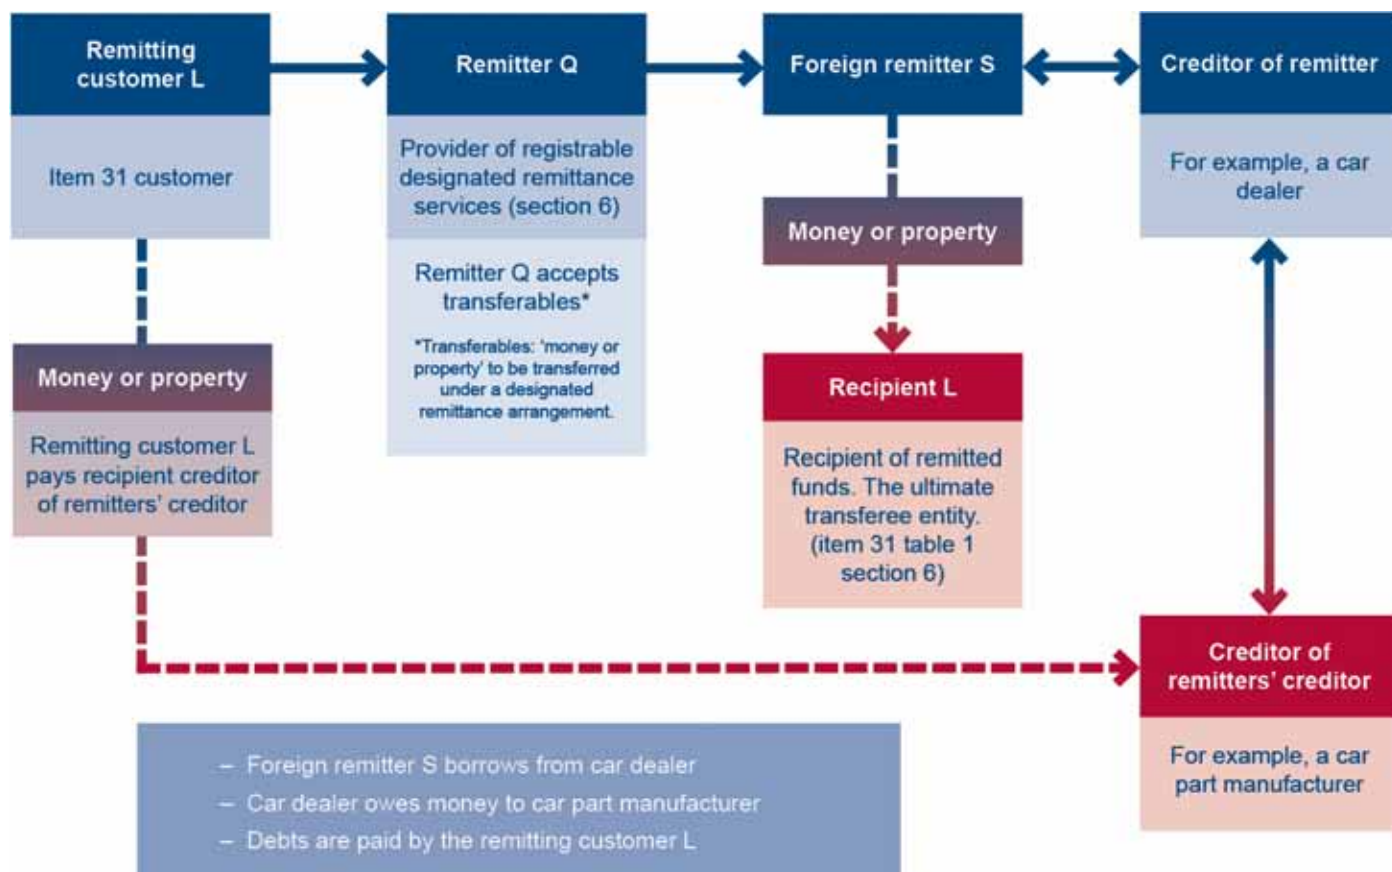 Remitting
customer L
Item 31 customer
Money or property
Remitting customer L
pays recipient creditor
of remitters' creditor
Remitter Q
Provider of registrable
designated remittance
services (section 6)
Remitter Q accepts
transferables*
*Transferables: 'money or
property' to be transferred
under a designated
remittance arrangement.
Foreign remitter S
Money or property
Recipient L
Recipient of remitted
funds. The ultimate
transferee entity.
(item 31 table 1
section 6)
Creditor of remitter
For example, a car
dealer
Creditor of
remitters' creditor
For example, a car
part manufacturer
– Foreign remitter S borrows from car dealer
– Car dealer owes money to car part manufacturer
– Debts are paid by the remitting customer L